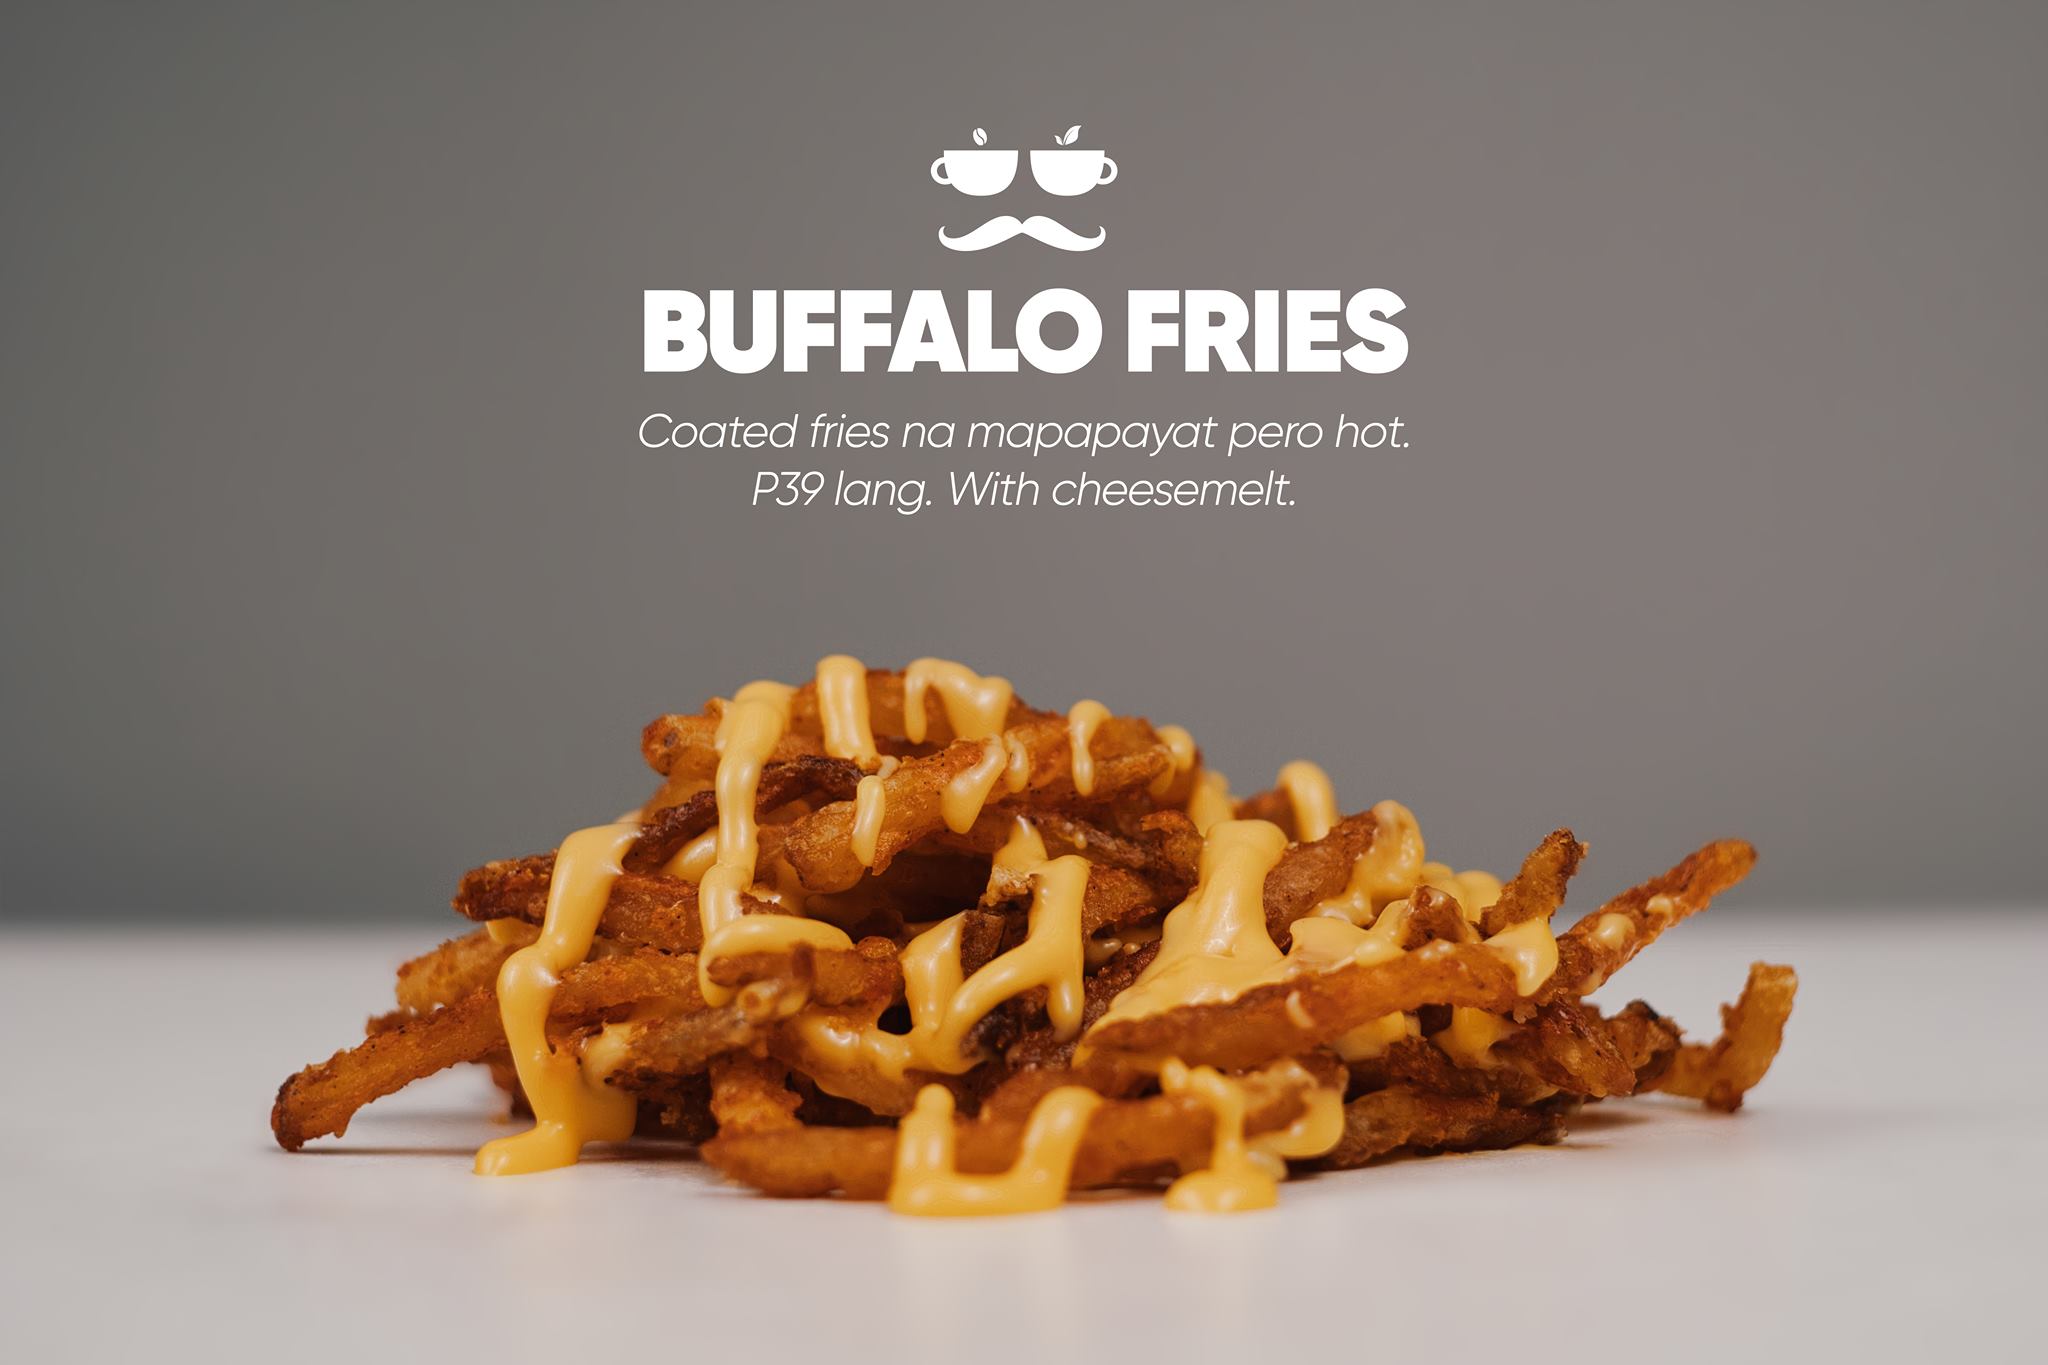 BUFFALO FRIES
Coated fries na mapapayat pero hot.
P39 lang. With cheesemelt.